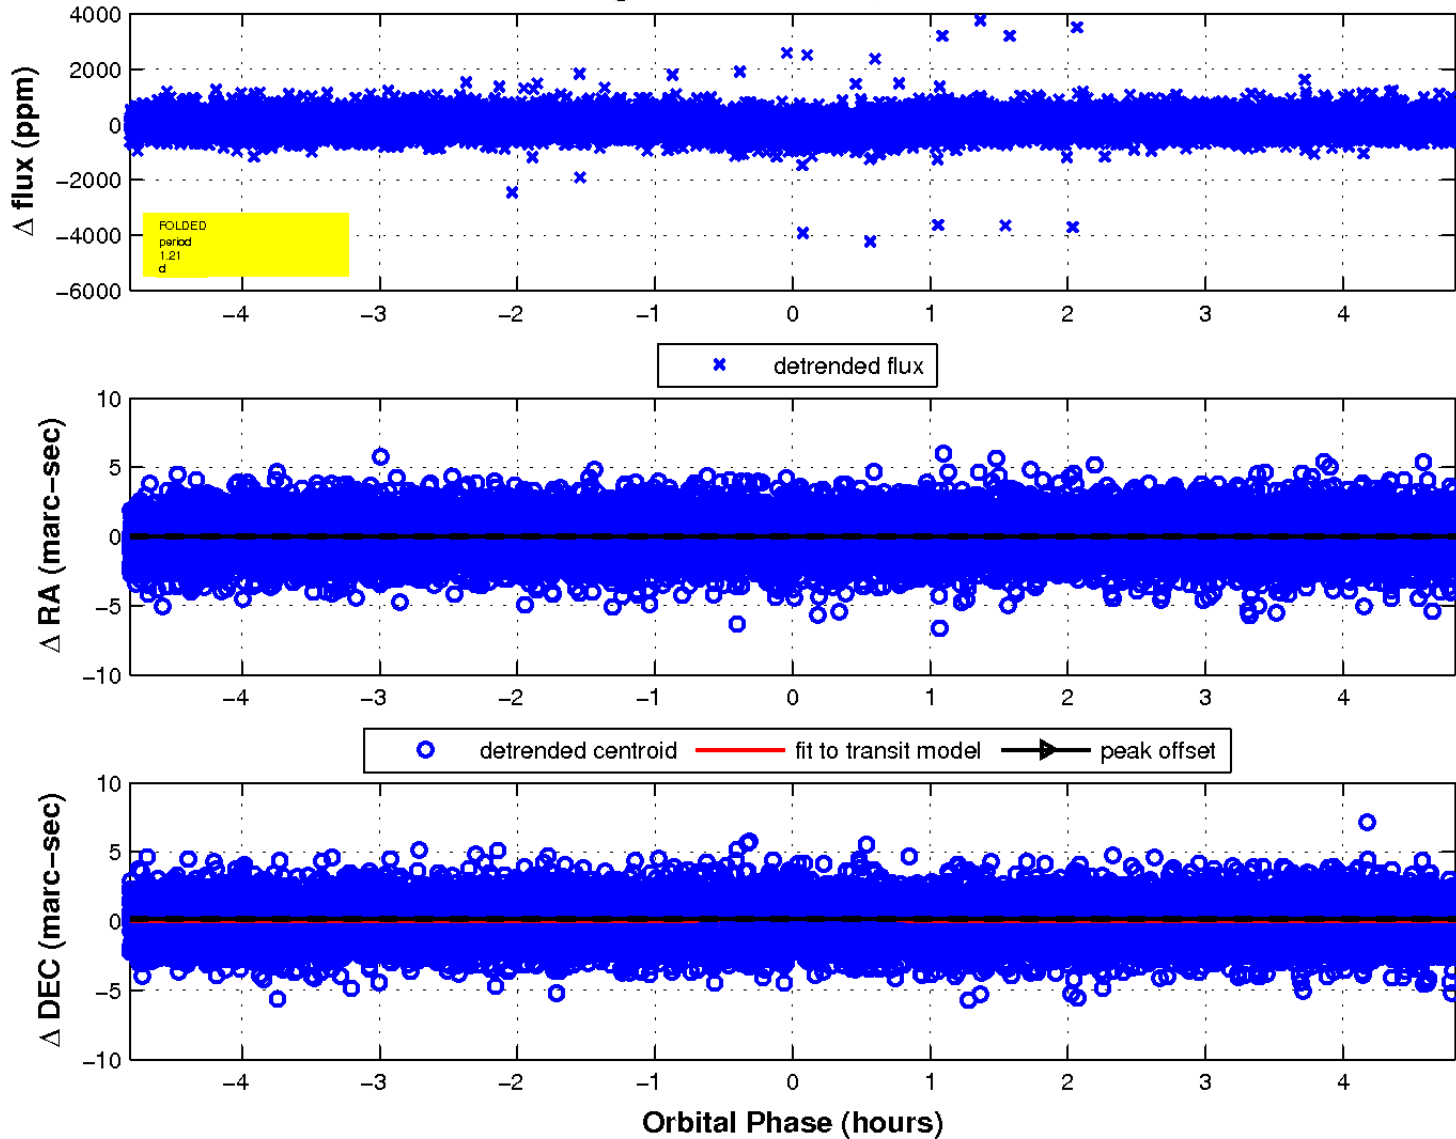 4000
2000
0
−2000
−4000
−6000
Δ flux (ppm)
FOLDED
period
1.21
d
−4 −3 −2 −1 0 1 2 3 4
detrended flux
10
5
0
−5
−10
Δ RA (marc−sec)
−4 −3 −2 −1 0 1 2 3 4
detrended centroid fit to transit model peak offset
10
5
0
−5
−10
Δ DEC (marc−sec)
−4 −3 −2 −1 0 1 2 3 4
Orbital Phase (hours)